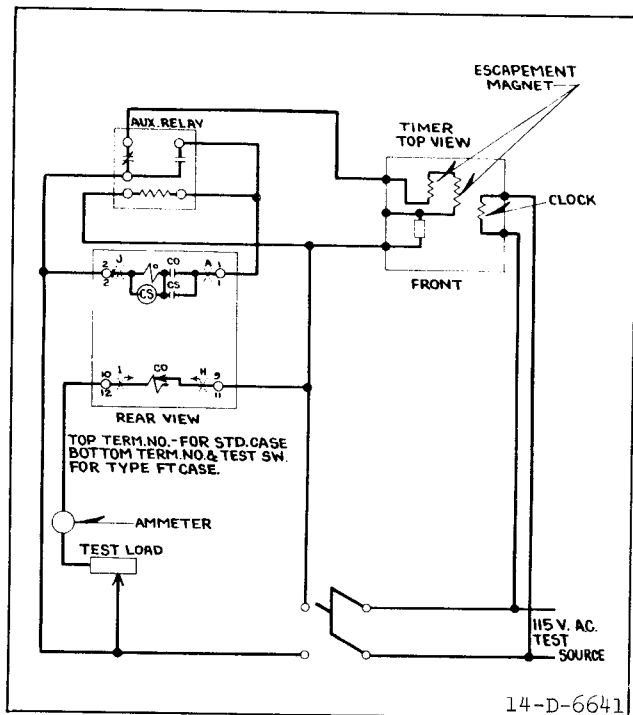 ESCAPEMENT
MAGNET
AUX. RELAY
TIMER
TOP VIEW
CLOCK
FRONT
2 J CO A 1
2 CS CS 1
10 I CO H 9
12 11
REAR VIEW
TOP TERM. NO.-FOR STD. CASE
BOTTOM TERM. NO. & TEST SW.
FOR TYPE FT CASE.
AMMETER
TEST LOAD
115 V. A.C.
TEST
SOURCE
14-D-6641